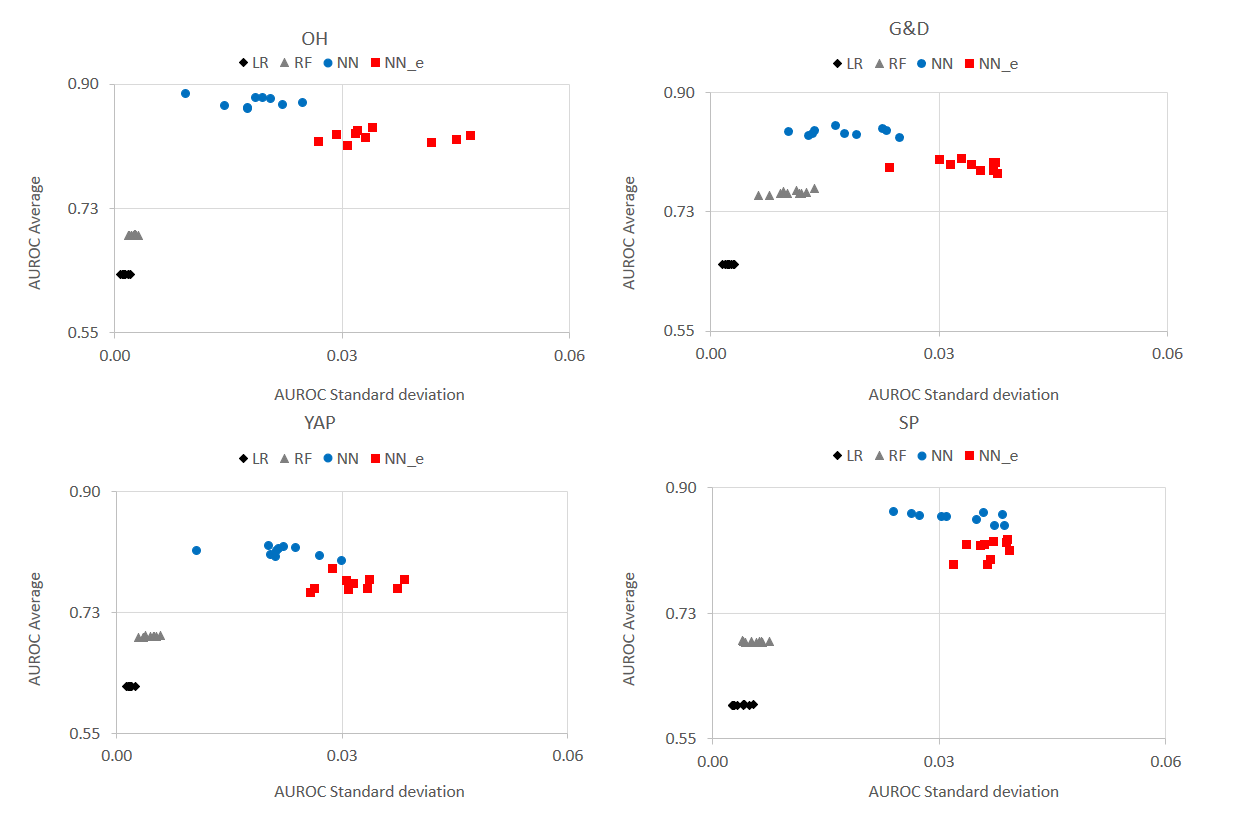 OH
LR RF NN NN_e
0.90
0.73
0.55
0.00 0.03 0.06
AUROC Average
AUROC Standard deviation
G&D
LR RF NN NN_e
0.90
0.73
0.55
0.00 0.03 0.06
AUROC Average
AUROC Standard deviation
YAP
LR RF NN NN_e
0.90
0.73
0.55
0.00 0.03 0.06
AUROC Average
AUROC Standard deviation
SP
LR RF NN NN_e
0.90
0.73
0.55
0.00 0.03 0.06
AUROC Average
AUROC Standard deviation